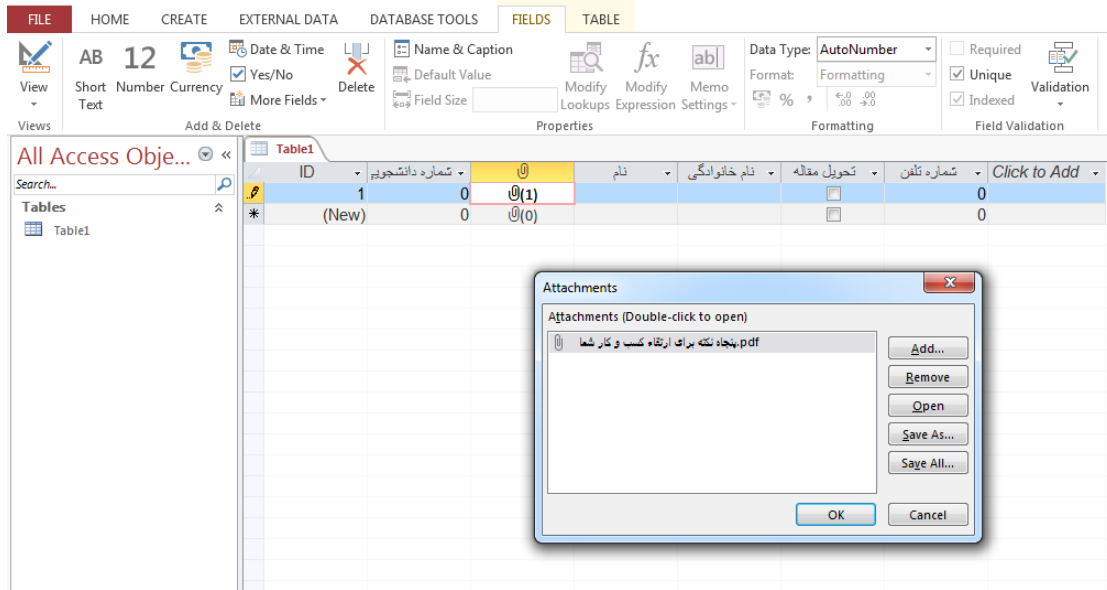 FILE HOME CREATE EXTERNAL DATA DATABASE TOOLS FIELDS TABLE
View
Views
AB Short Text
12 Number
Currency
Date & Time
Yes/No
More Fields
Delete
Add & Delete
Name & Caption
Default Value
Field Size
Modify Lookups
fx Modify Expression
ab| Memo Settings
Properties
Data Type: AutoNumber
Format: Formatting
% , .00 .0
Formatting
Required
Unique
Indexed
Validation
Field Validation
All Access Obje... «
Search...
Tables
Table1
Table1
ID شماره دانشجویی نام نام خانوادگی تحویل مقاله شماره تلفن Click to Add
1 0 (1) 0
(New) 0 (0) 0
Attachments
Attachments (Double-click to open)
پنجاه نکته برای ارتقاء کسب و کار شما.pdf
Add...
Remove
Open
Save As...
Save All...
OK Cancel